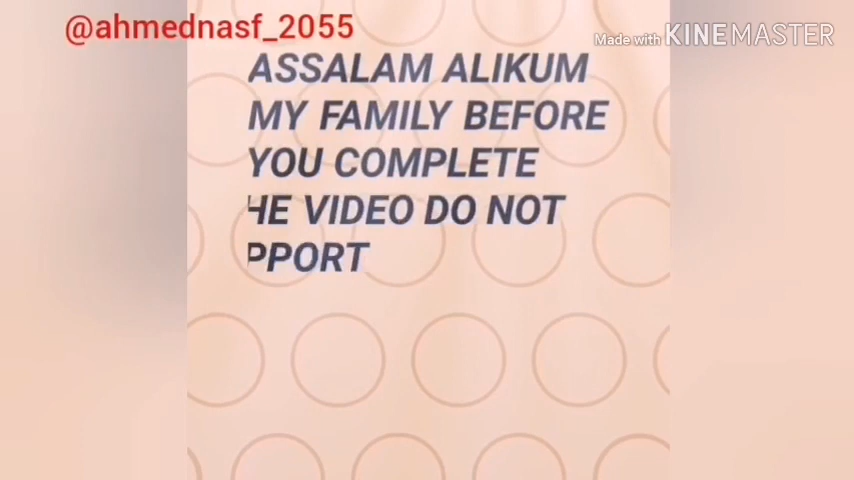 @ahmednasf_2055
Made with KINEMASTER
ASSALAM ALIKUM
MY FAMILY BEFORE
YOU COMPLETE
HE VIDEO DO NOT
PPORT